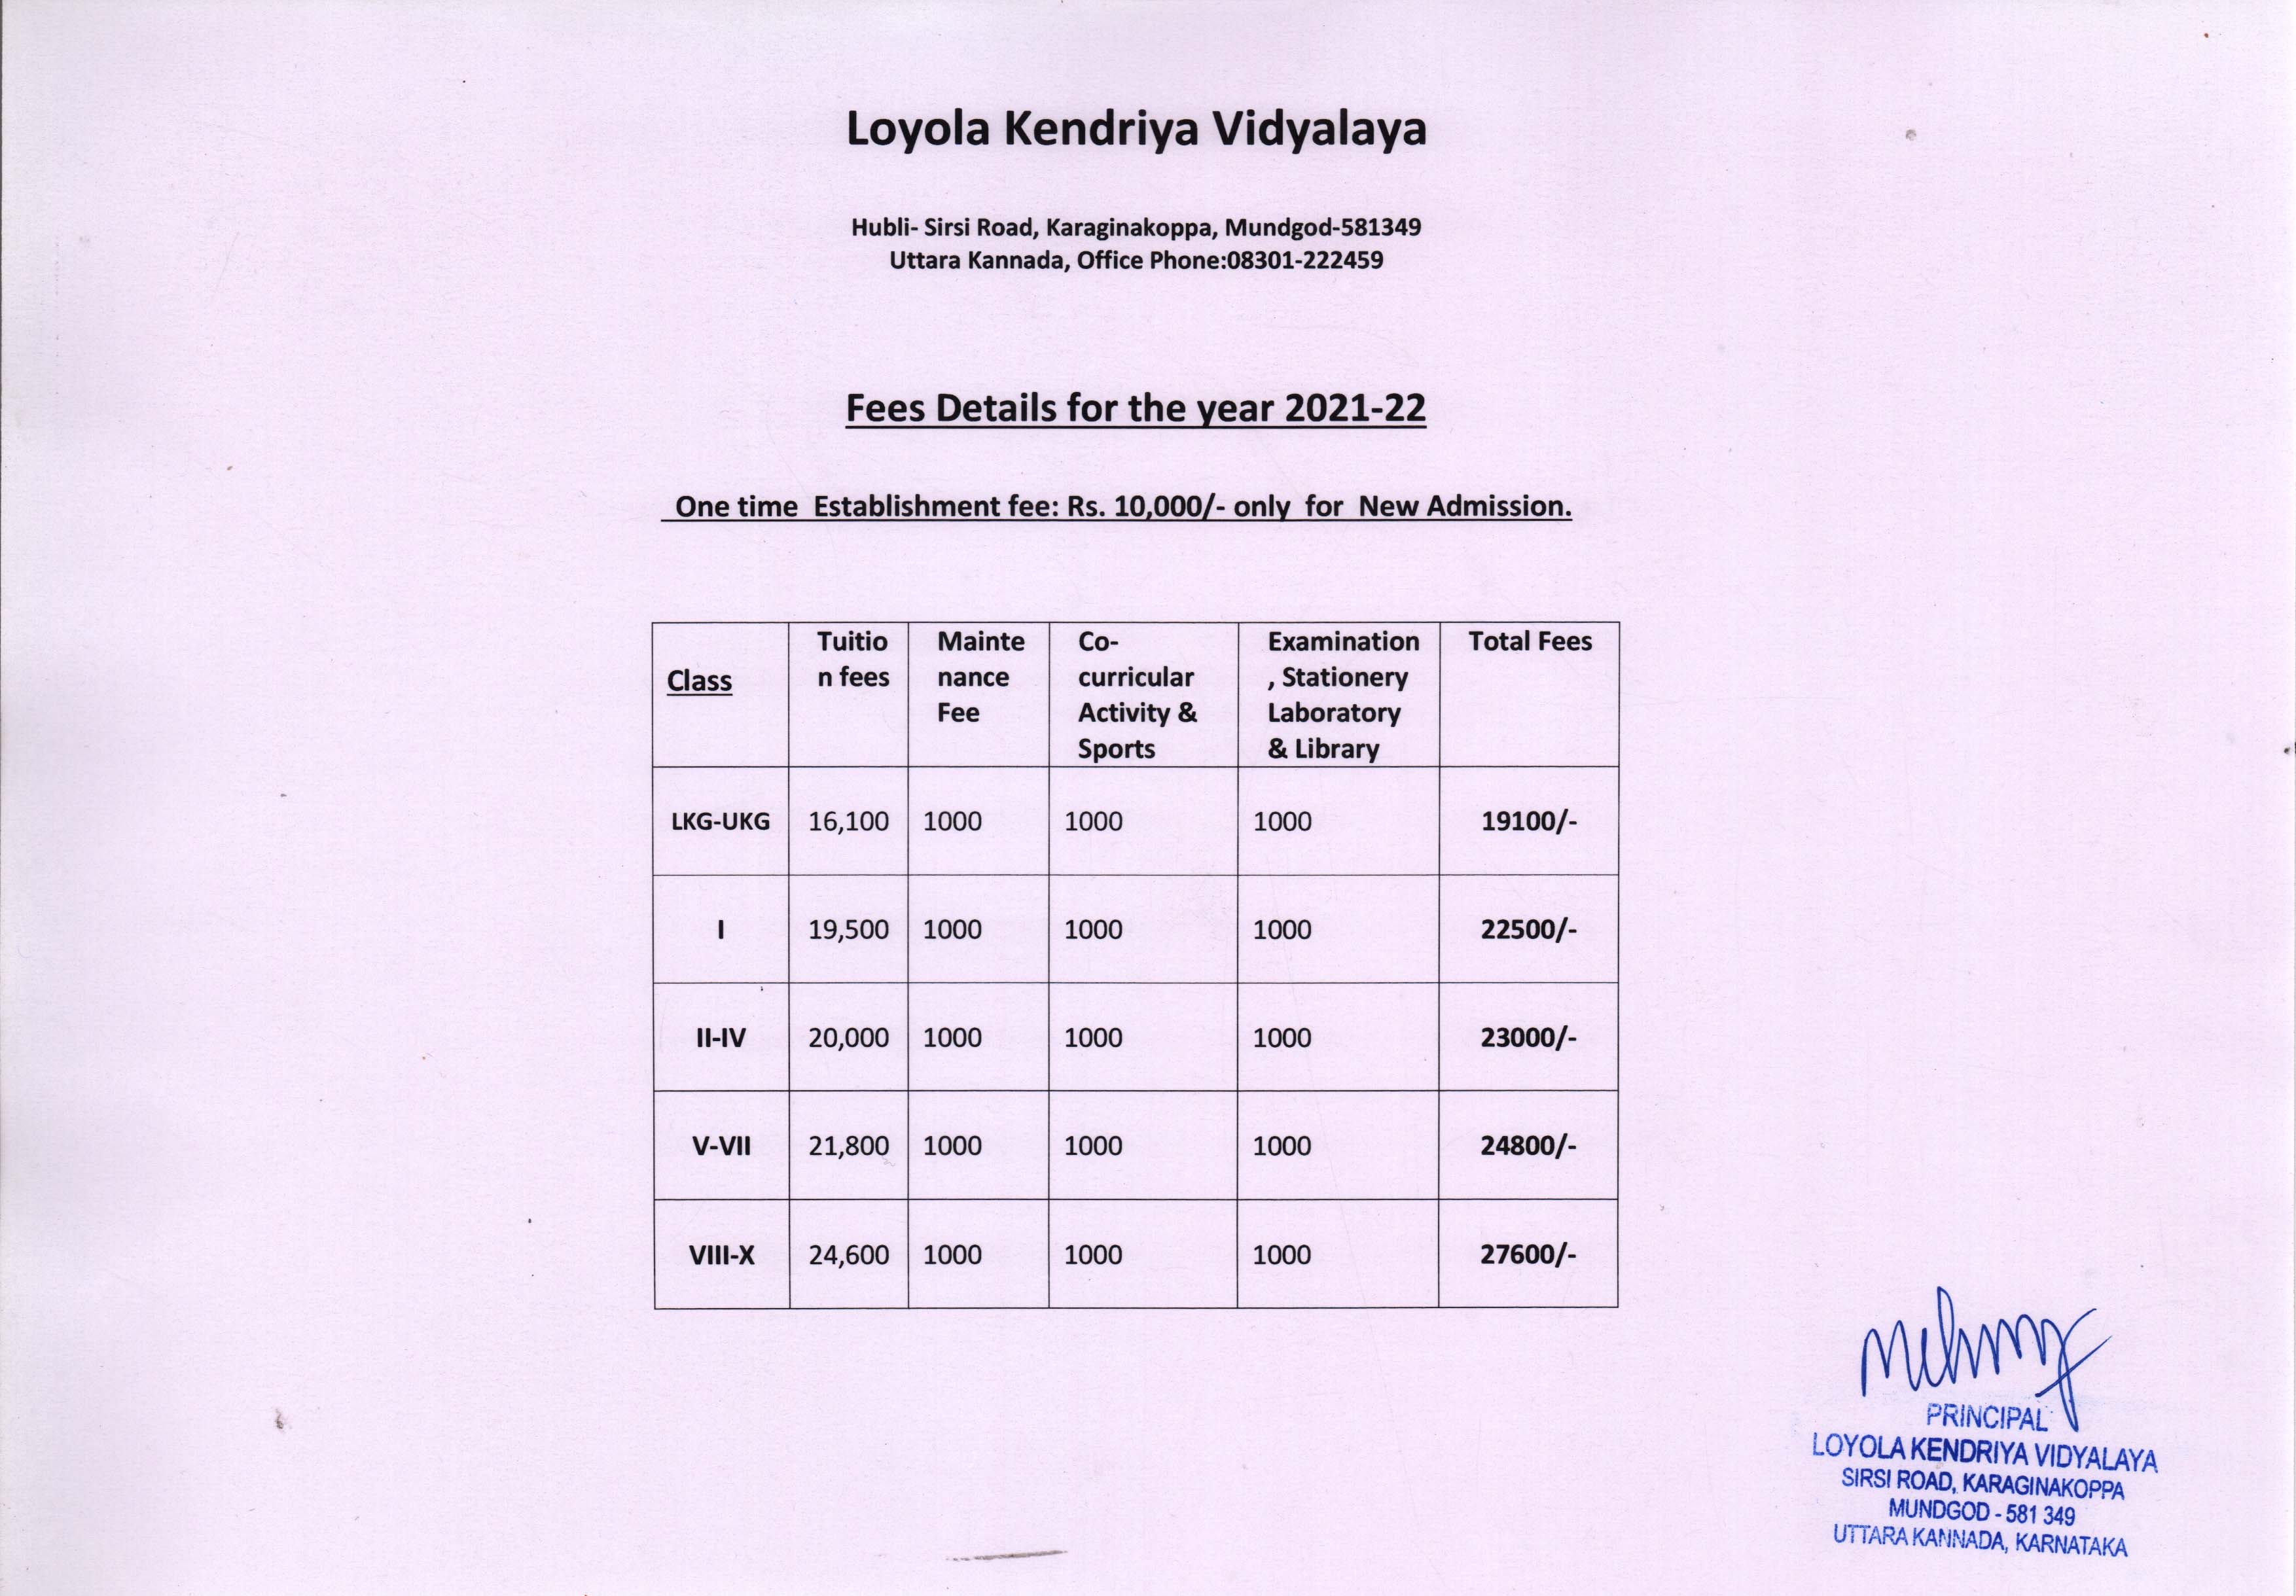 Loyola Kendriya Vidyalaya
Hubli- Sirsi Road, Karaginakoppa, Mundgod-581349
Uttara Kannada, Office Phone:08301-222459
Fees Details for the year 2021-22
One time Establishment fee: Rs. 10,000/- only for New Admission.
Class
Tuitio
n fees
Mainte
nance
Fee
Co-
curricular
Activity &
Sports
Examination
, Stationery
Laboratory
& Library
Total Fees
LKG-UKG 16,100 1000 1000 1000 19100/-
I 19,500 1000 1000 1000 22500/-
II-IV 20,000 1000 1000 1000 23000/-
V-VII 21,800 1000 1000 1000 24800/-
VIII-X 24,600 1000 1000 1000 27600/-
PRINCIPAL
LOYOLA KENDRIYA VIDYALAYA
SIRSI ROAD, KARAGINAKOPPA
MUNDGOD - 581 349
UTTARA KANNADA, KARNATAKA